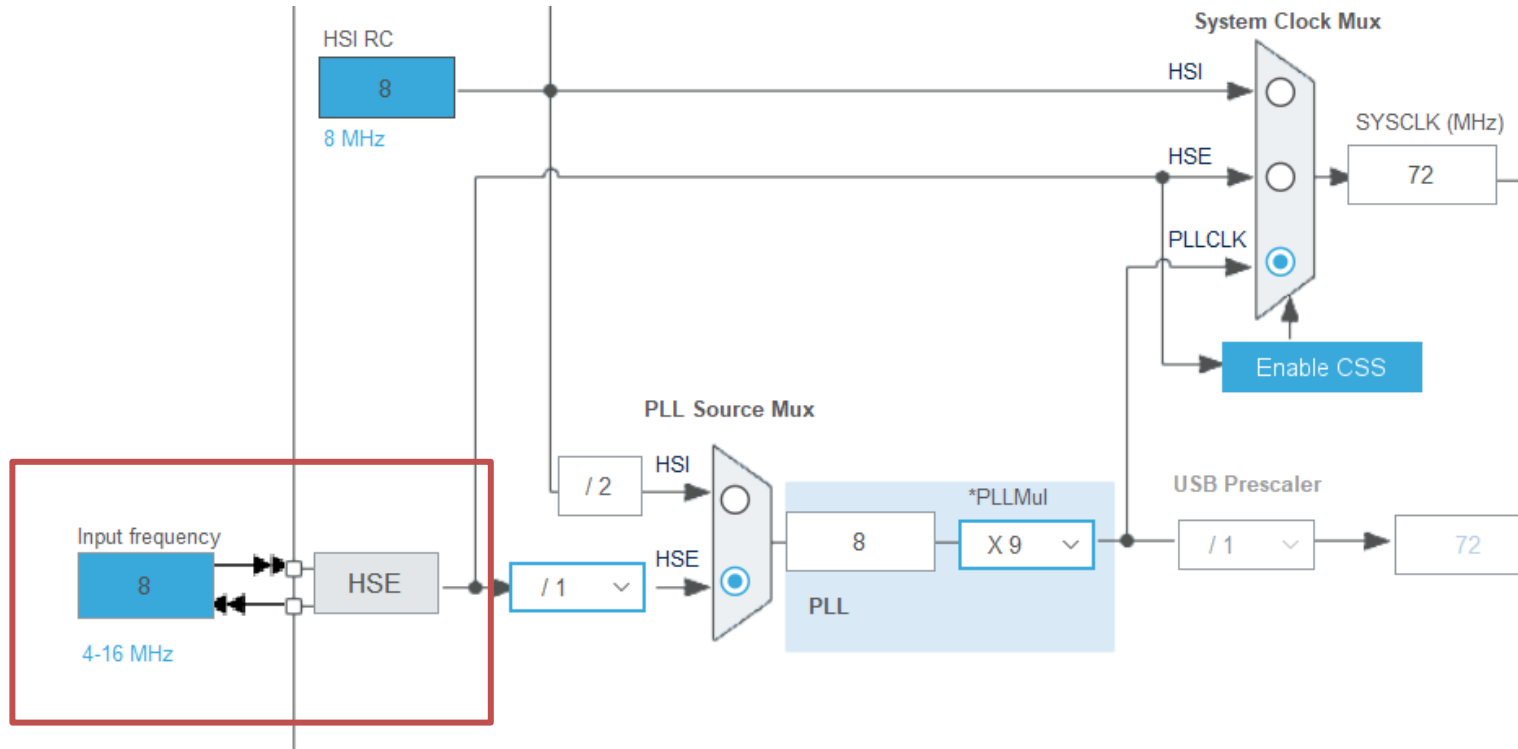 System Clock Mux
HSI RC
8
8 MHz
HSI
HSE
PLLCLK
SYSCLK (MHz)
72
Enable CSS
PLL Source Mux
/ 2
HSI
*PLLMul
8
X 9
PLL
USB Prescaler
/ 1
72
Input frequency
8
HSE
4-16 MHz
/ 1
HSE